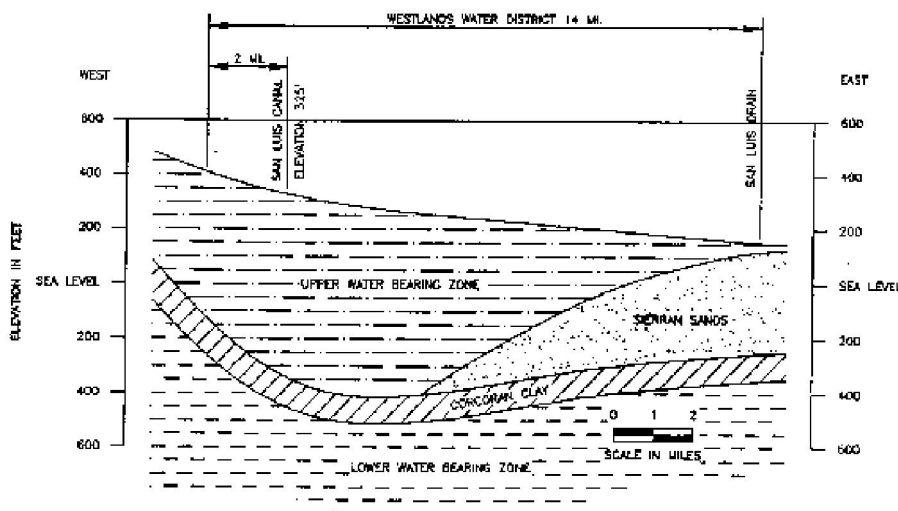 WESTLANDS WATER DISTRICT 14 MI.
2 MI.
WEST
EAST
SAN LUIS CANAL
ELEVATION 325'
SAN LUIS DRAIN
ELEVATION IN FEET
600
400
200
SEA LEVEL
200
400
600
600
400
200
SEA LEVEL
200
400
600
UPPER WATER BEARING ZONE
SIERRAN SANDS
CORCORAN CLAY
0 1 2
SCALE IN MILES
LOWER WATER BEARING ZONE